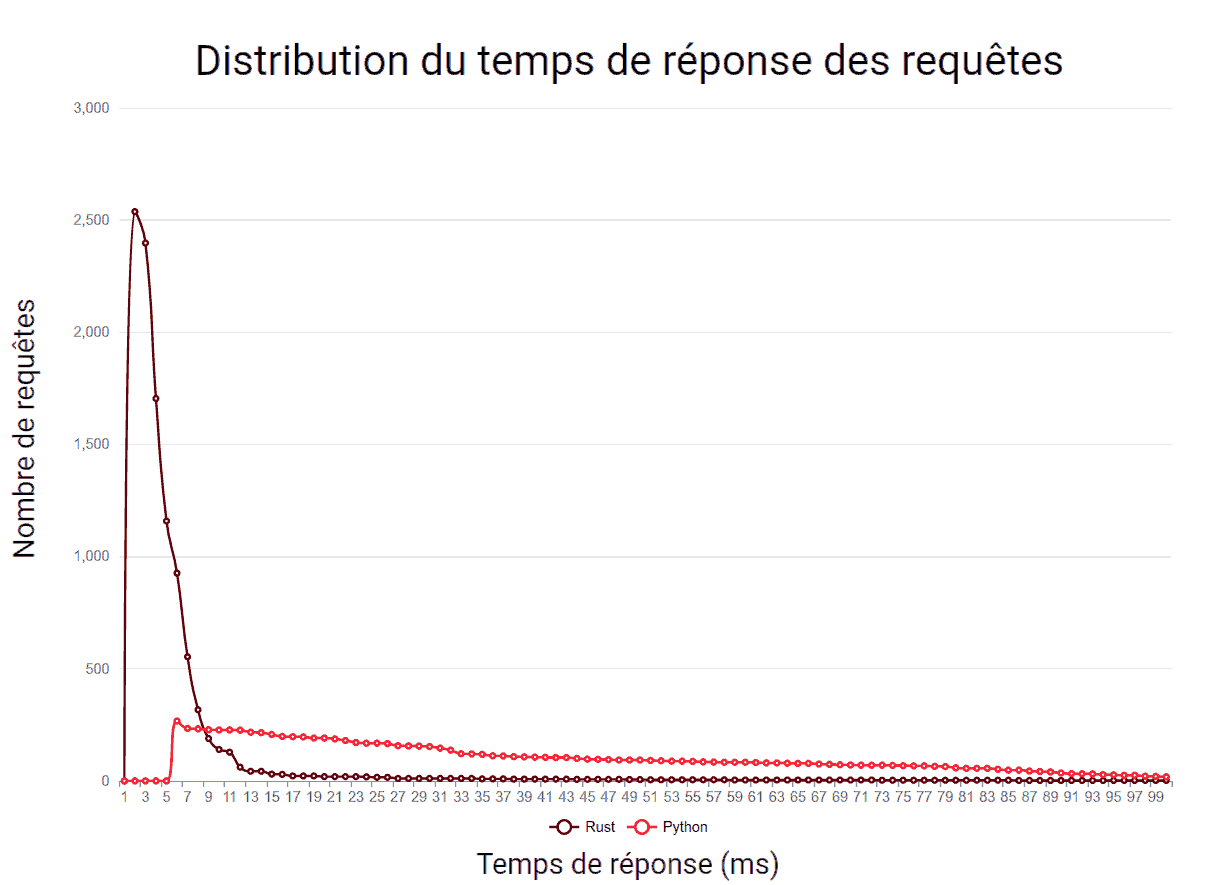 Distribution du temps de réponse des requêtes
Nombre de requêtes
3,000
2,500
2,000
1,500
1,000
500
0
1 3 5 7 9 11 13 15 17 19 21 23 25 27 29 31 33 35 37 39 41 43 45 47 49 51 53 55 57 59 61 63 65 67 69 71 73 75 77 79 81 83 85 87 89 91 93 95 97 99
Rust Python
Temps de réponse (ms)